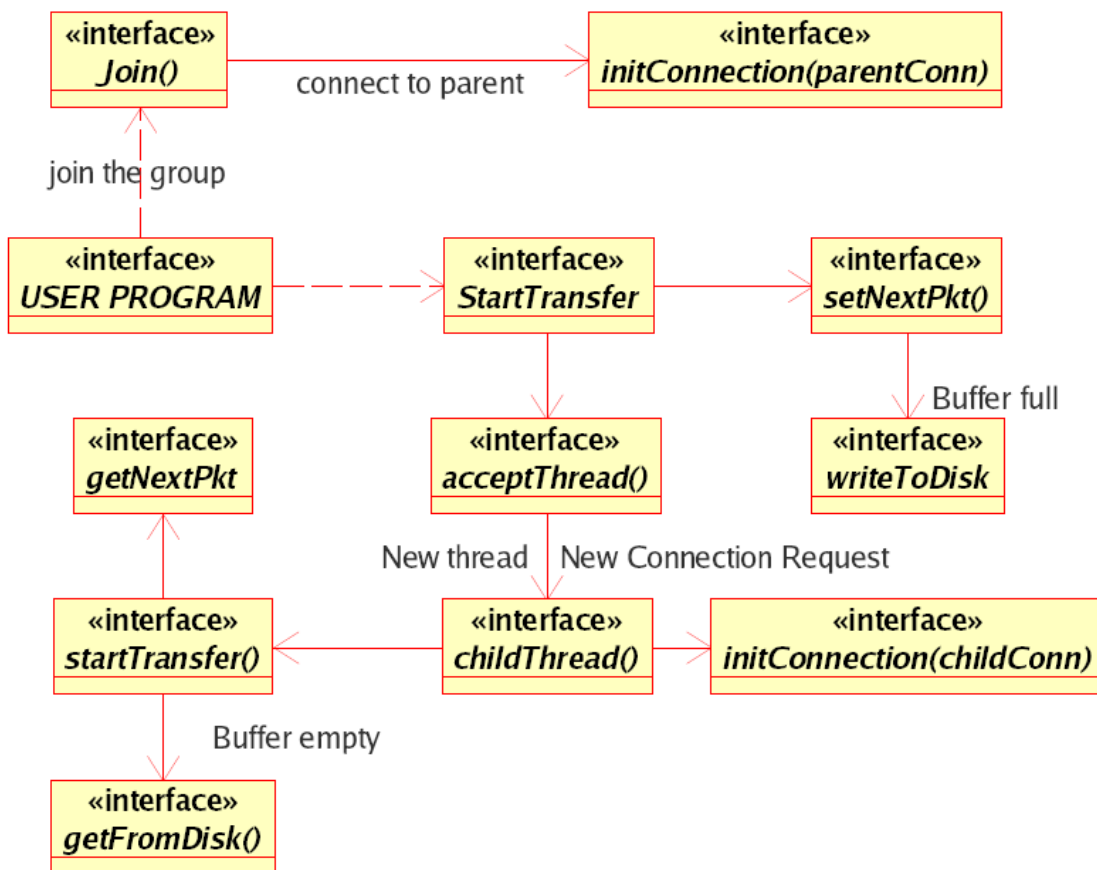 «interface»
Join()
connect to parent
«interface»
initConnection(parentConn)
join the group
«interface»
USER PROGRAM
«interface»
StartTransfer
«interface»
setNextPkt()
Buffer full
«interface»
getNextPkt
«interface»
acceptThread()
«interface»
writeToDisk
New thread
New Connection Request
«interface»
startTransfer()
«interface»
childThread()
«interface»
initConnection(childConn)
Buffer empty
«interface»
getFromDisk()